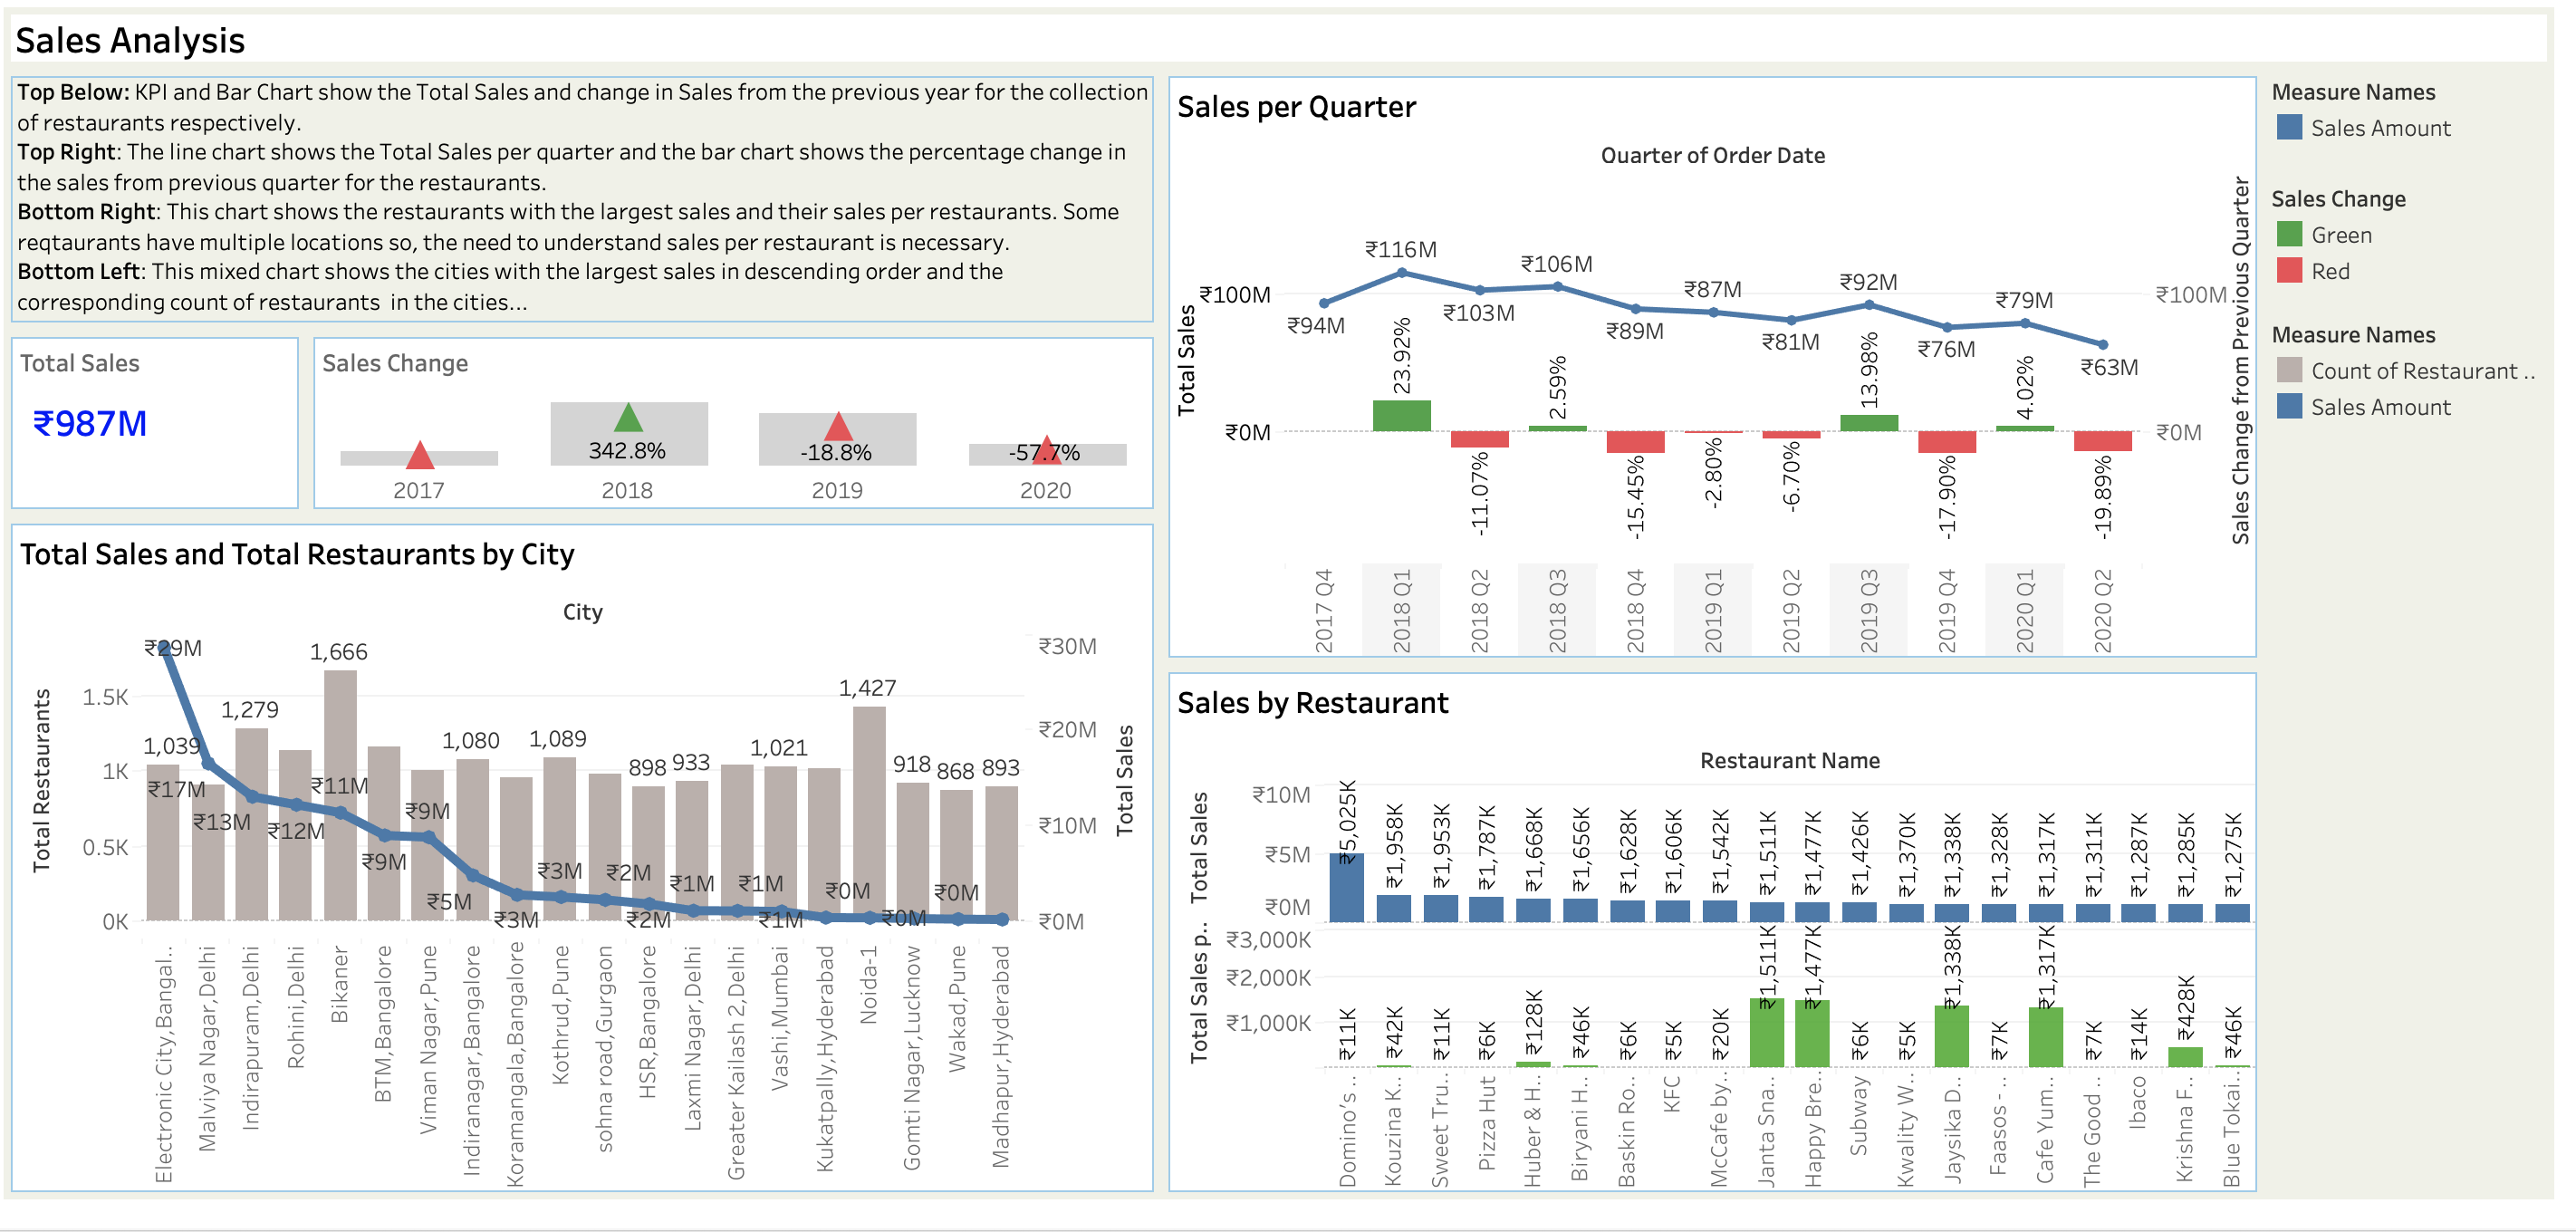 Sales Analysis
Top Below: KPI and Bar Chart show the Total Sales and change in Sales from the previous year for the collection
of restaurants respectively.
Top Right: The line chart shows the Total Sales per quarter and the bar chart shows the percentage change in
the sales from previous quarter for the restaurants.
Bottom Right: This chart shows the restaurants with the largest sales and their sales per restaurants. Some
reqtaurants have multiple locations so, the need to understand sales per restaurant is necessary.
Bottom Left: This mixed chart shows the cities with the largest sales in descending order and the
corresponding count of restaurants  in the cities...
Total Sales
₹987M
Sales Change
342.8%
-18.8%
-57.7%
2017
2018
2019
2020
Total Sales and Total Restaurants by City
City
Total Restaurants
1.5K
1K
0.5K
0K
₹30M
₹20M
₹10M
₹0M
Total Sales
1,039
1,279
1,666
1,080
1,089
898
933
1,021
1,427
918
868
893
₹29M
₹17M
₹13M
₹12M
₹11M
₹9M
₹9M
₹5M
₹3M
₹3M
₹2M
₹2M
₹1M
₹1M
₹1M
₹0M
₹0M
₹0M
Electronic City,Bangal..
Malviya Nagar,Delhi
Indirapuram,Delhi
Rohini,Delhi
Bikaner
BTM,Bangalore
Viman Nagar,Pune
Indiranagar,Bangalore
Koramangala,Bangalore
Kothrud,Pune
sohna road,Gurgaon
HSR,Bangalore
Laxmi Nagar,Delhi
Greater Kailash 2,Delhi
Vashi,Mumbai
Kukatpally,Hyderabad
Noida-1
Gomti Nagar,Lucknow
Wakad,Pune
Madhapur,Hyderabad
Sales per Quarter
Quarter of Order Date
Total Sales
₹100M
₹0M
₹100M
₹0M
Sales Change from Previous Quarter
₹94M
₹116M
₹103M
₹106M
₹89M
₹87M
₹81M
₹92M
₹76M
₹79M
₹63M
23.92%
-11.07%
2.59%
-15.45%
-2.80%
-6.70%
13.98%
-17.90%
4.02%
-19.89%
2017 Q4
2018 Q1
2018 Q2
2018 Q3
2018 Q4
2019 Q1
2019 Q2
2019 Q3
2019 Q4
2020 Q1
2020 Q2
Sales by Restaurant
Restaurant Name
Total Sales
₹10M
₹5M
₹0M
₹5,025K
₹1,958K
₹1,953K
₹1,787K
₹1,668K
₹1,656K
₹1,628K
₹1,606K
₹1,542K
₹1,511K
₹1,477K
₹1,426K
₹1,370K
₹1,338K
₹1,328K
₹1,317K
₹1,311K
₹1,287K
₹1,285K
₹1,275K
Total Sales p..
₹3,000K
₹2,000K
₹1,000K
₹11K
₹42K
₹11K
₹6K
₹128K
₹46K
₹6K
₹5K
₹20K
₹1,511K
₹1,477K
₹6K
₹5K
₹1,338K
₹7K
₹1,317K
₹7K
₹14K
₹428K
₹46K
Domino's ..
Kouzina K..
Sweet Tru..
Pizza Hut
Huber & H..
Biryani H..
Baskin Ro..
KFC
McCafe by..
Janta Sna..
Happy Bre..
Subway
Kwality W..
Jaysika D..
Faasos - ..
Cafe Yum..
The Good ..
Ibaco
Krishna F..
Blue Tokai..
Measure Names
Sales Amount
Sales Change
Green
Red
Measure Names
Count of Restaurant ..
Sales Amount